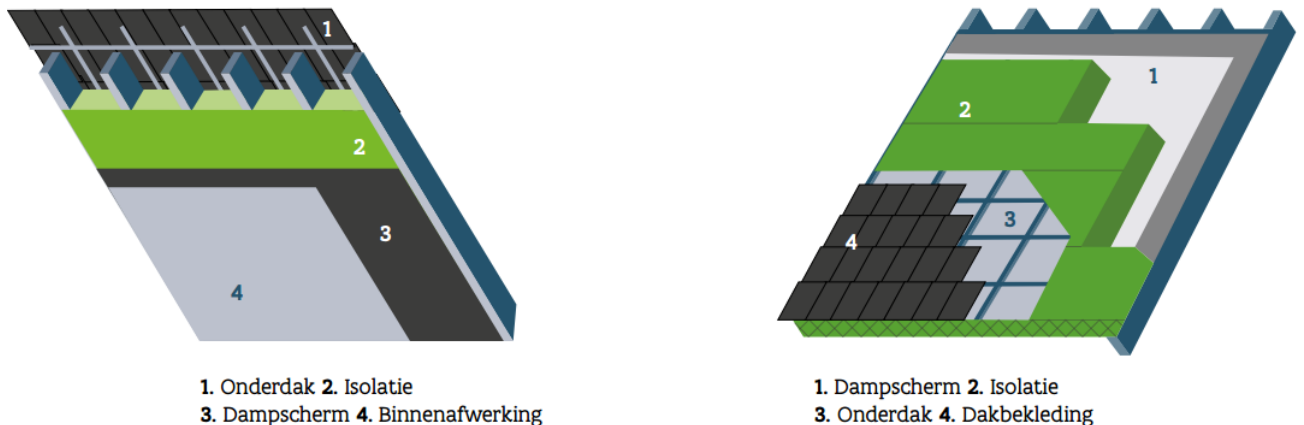 1
2
3
4
1. Onderdak 2. Isolatie
3. Dampscherm 4. Binnenafwerking
1
2
3
4
1. Dampscherm 2. Isolatie
3. Onderdak 4. Dakbekleding